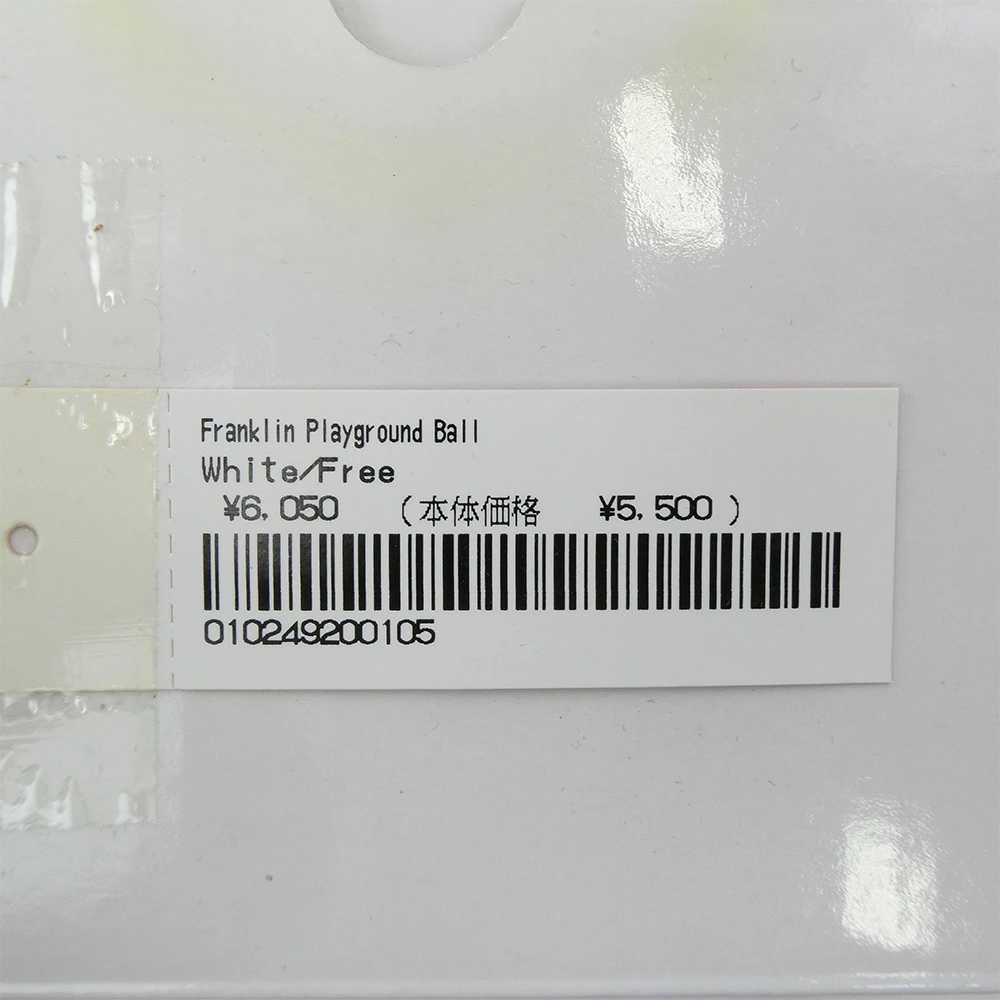 Franklin Playground Ball
White/Free
¥6,050 (本体価格 ¥5,500)
010249200105